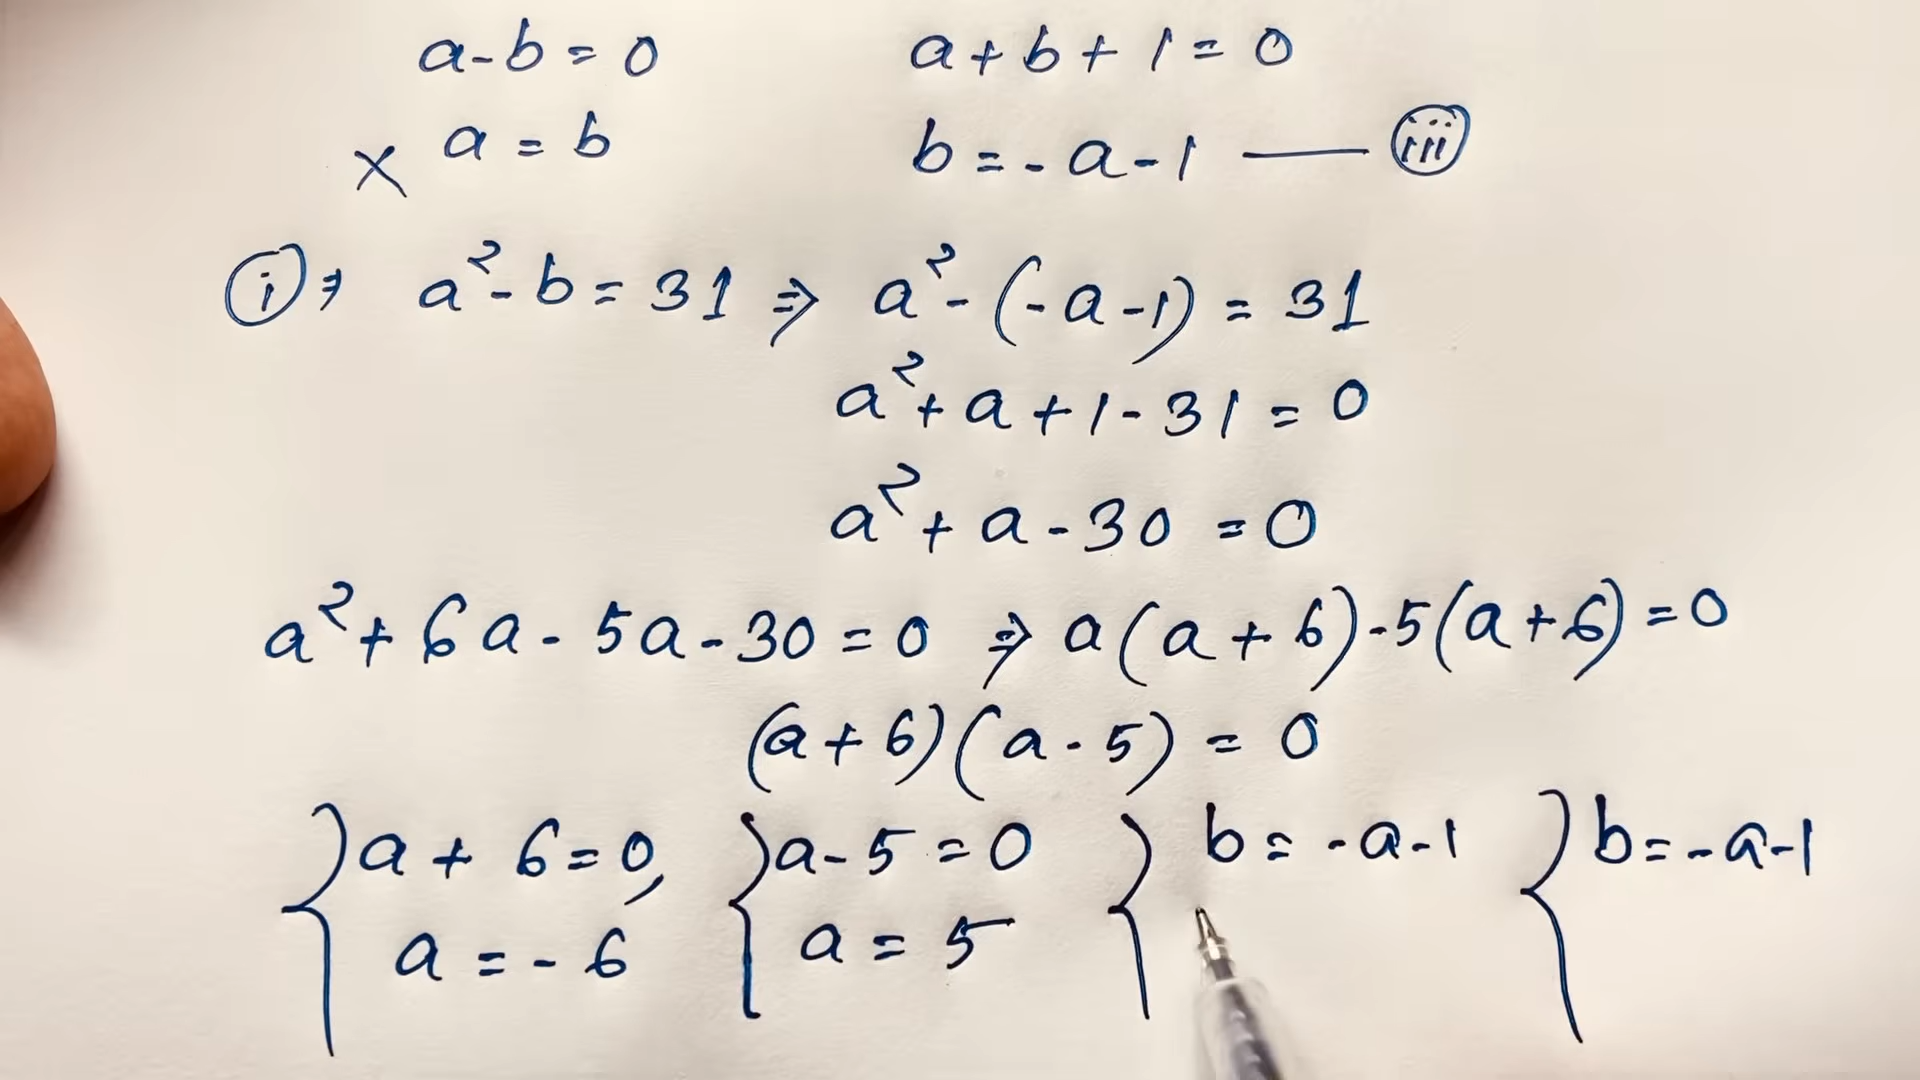 a-b=0 a+b+1=0
× a=b b=-a-1 — (iii)
(i)⇒ a²-b=31 ⇒ a²-(-a-1)=31
a²+a+1-31=0
a²+a-30=0
a²+6a-5a-30=0 ⇒ a(a+6)-5(a+6)=0
(a+6)(a-5)=0
a+6=0, a-5=0 b=-a-1 b=-a-1
a=-6 a=5